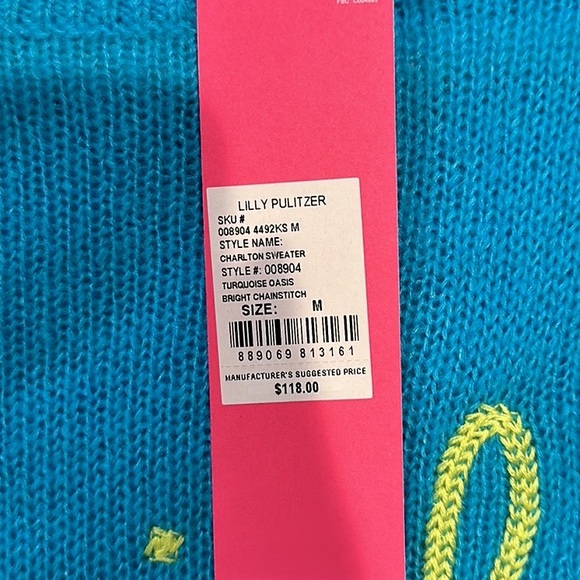 LILLY PULITZER
SKU #
008904 4492KS M
STYLE NAME:
CHARLTON SWEATER
STYLE #: 008904
TURQUOISE OASIS
BRIGHT CHAINSTITCH
SIZE: M
889069 813161
MANUFACTURER'S SUGGESTED PRICE
$118.00